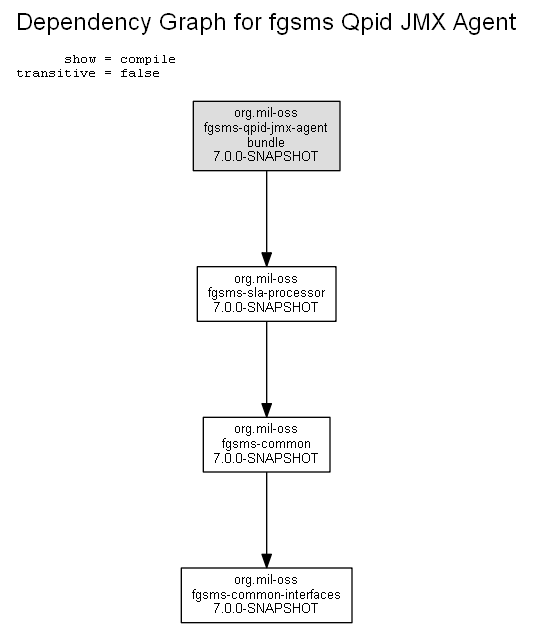 Dependency Graph for fgsms Qpid JMX Agent
show = compile
transitive = false
org.mil-oss
fgsms-qpid-jmx-agent
bundle
7.0.0-SNAPSHOT
org.mil-oss
fgsms-sla-processor
7.0.0-SNAPSHOT
org.mil-oss
fgsms-common
7.0.0-SNAPSHOT
org.mil-oss
fgsms-common-interfaces
7.0.0-SNAPSHOT